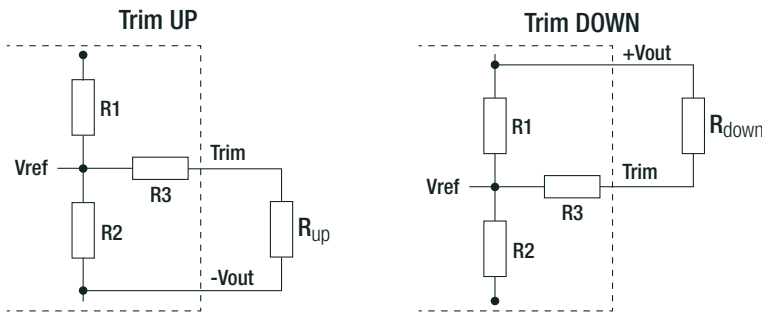 Trim UP
R1
Vref
Trim
R3
R2
Rup
-Vout
Trim DOWN
+Vout
R1
Rdown
Vref
Trim
R3
R2